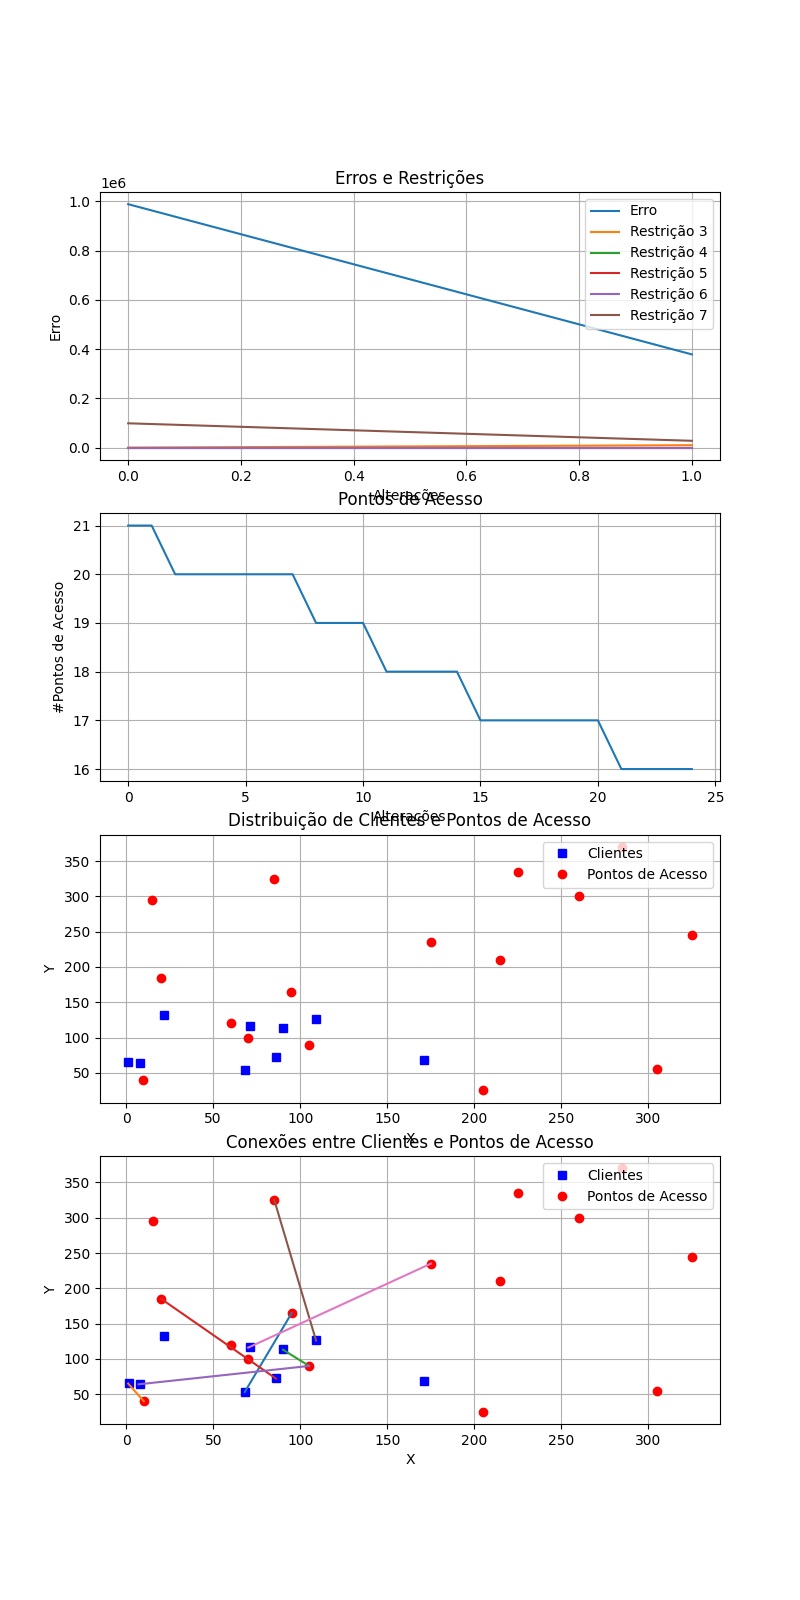 Erros e Restrições
1e6
1.0
0.8
0.6
0.4
0.2
0.0
Erro
Erro
Restrição 3
Restrição 4
Restrição 5
Restrição 6
Restrição 7
0.0 0.2 0.4 0.6 0.8 1.0
Alterações
Pontos de Acesso
21
20
19
18
17
16
#Pontos de Acesso
0 5 10 15 20 25
Alterações
Distribuição de Clientes e Pontos de Acesso
350
300
250
200
150
100
50
Y
Clientes
Pontos de Acesso
0 50 100 150 200 250 300
X
Conexões entre Clientes e Pontos de Acesso
350
300
250
200
150
100
50
Y
Clientes
Pontos de Acesso
0 50 100 150 200 250 300
X